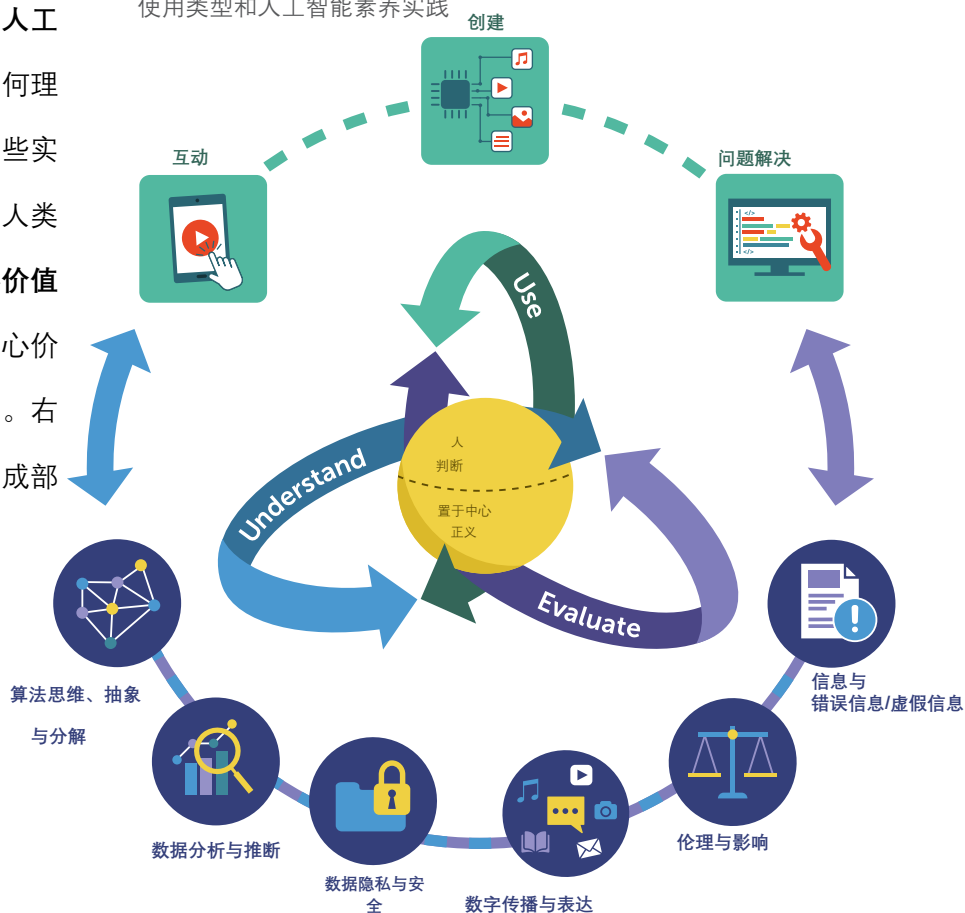 使用类型和人工智能素养实践
人工
何理
些实
人类
价值
心价
。右
成部
创建
互动
问题解决
Use
Understand
Evaluate
人
判断
置于中心
正义
算法思维、抽象
与分解
数据分析与推断
数据隐私与安
全
数字传播与表达
伦理与影响
信息与
错误信息/虚假信息